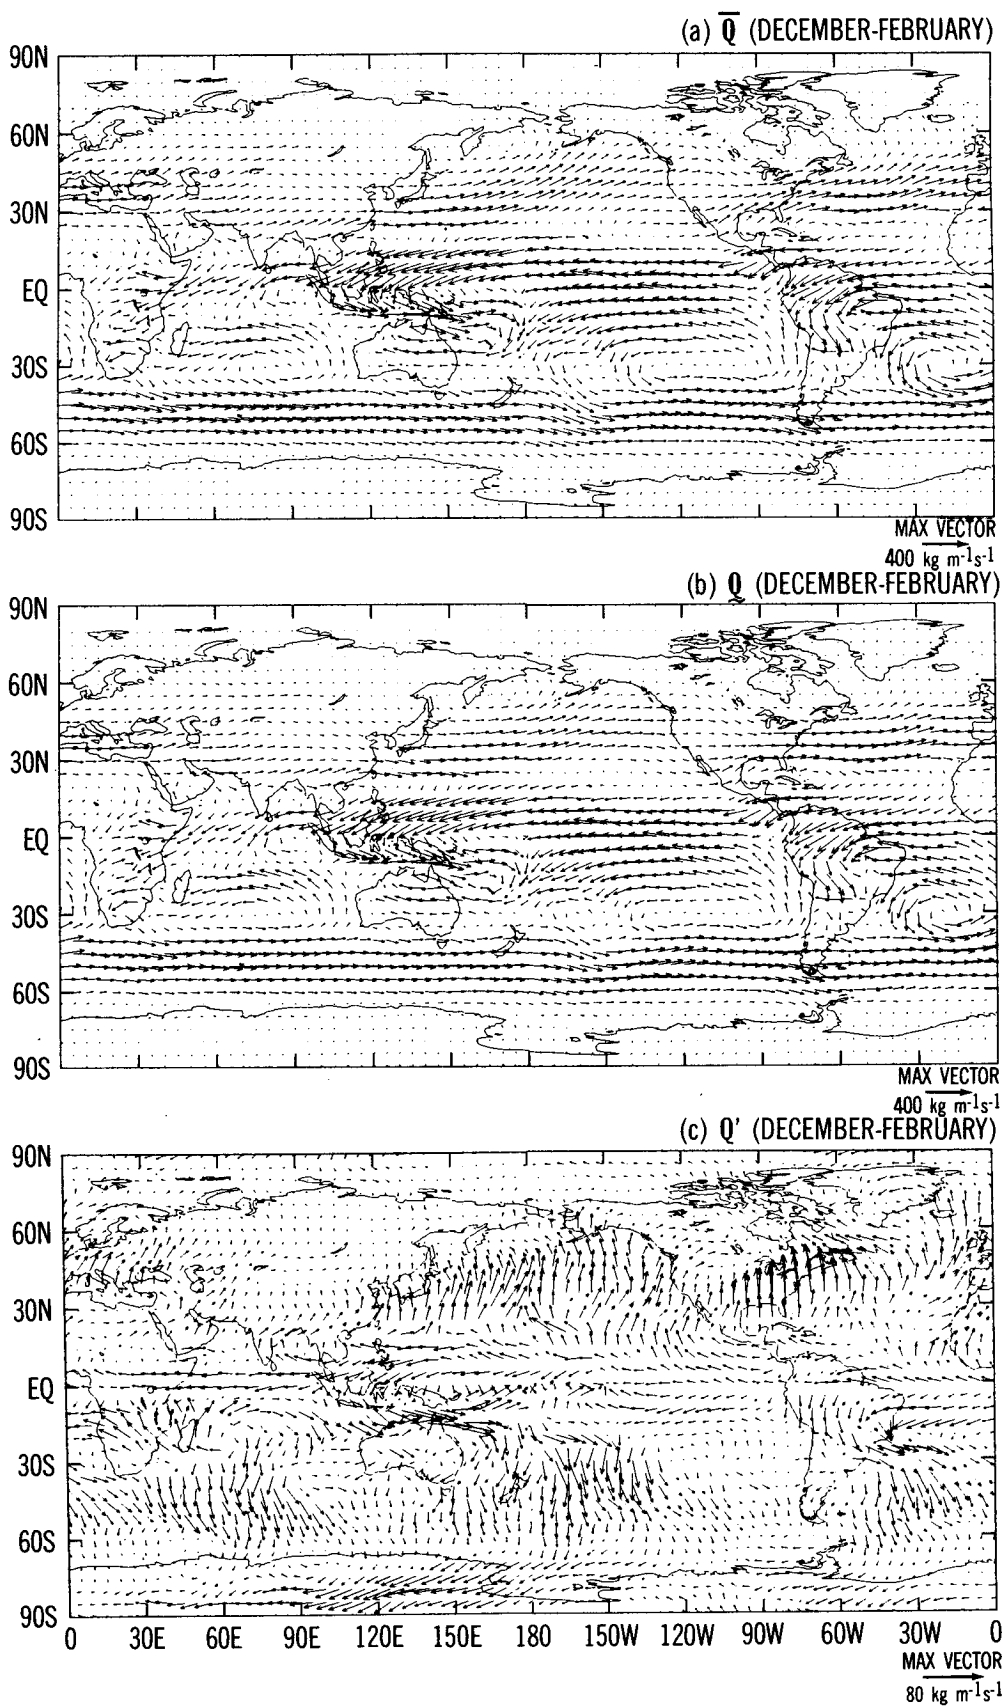 (a) Q̅ (DECEMBER-FEBRUARY)
90N
60N
30N
EQ
30S
60S
90S
MAX VECTOR
400 kg m-1s-1
(b) Q̰ (DECEMBER-FEBRUARY)
90N
60N
30N
EQ
30S
60S
90S
MAX VECTOR
400 kg m-1s-1
(c) Q' (DECEMBER-FEBRUARY)
90N
60N
30N
EQ
30S
60S
90S
0 30E 60E 90E 120E 150E 180 150W 120W 90W 60W 30W 0
MAX VECTOR
80 kg m-1s-1